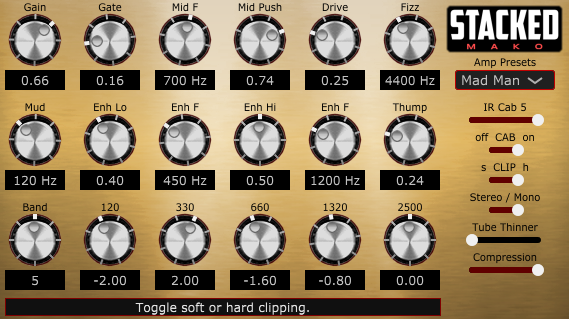 Gain Gate Mid F Mid Push Drive Fizz
STACKED
MAKO
0.66 0.16 700 Hz 0.74 0.25 4400 Hz
Amp Presets
Mad Man
Mud Enh Lo Enh F Enh Hi Enh F Thump
IR Cab 5
off CAB on
120 Hz 0.40 450 Hz 0.50 1200 Hz 0.24
s CLIP h
Stereo / Mono
Band 120 330 660 1320 2500
Tube Thinner
Compression
5 -2.00 2.00 -1.60 -0.80 0.00
Toggle soft or hard clipping.